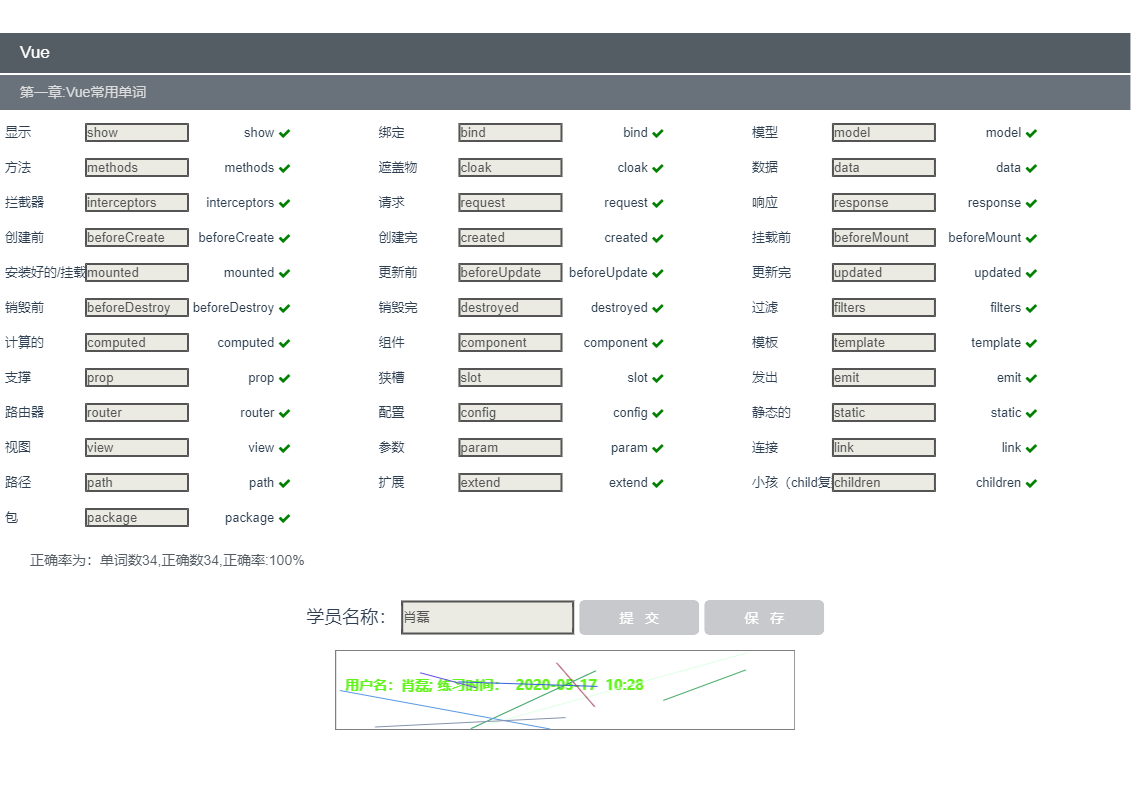 Vue
第一章:Vue常用单词
显示 show show 绑定 bind bind 模型 model model
方法 methods methods 遮盖物 cloak cloak 数据 data data
拦截器 interceptors interceptors 请求 request request 响应 response response
创建前 beforeCreate beforeCreate 创建完 created created 挂载前 beforeMount beforeMount
安装好的/挂载 mounted mounted 更新前 beforeUpdate beforeUpdate 更新完 updated updated
销毁前 beforeDestroy beforeDestroy 销毁完 destroyed destroyed 过滤 filters filters
计算的 computed computed 组件 component component 模板 template template
支撑 prop prop 狭槽 slot slot 发出 emit emit
路由器 router router 配置 config config 静态的 static static
视图 view view 参数 param param 连接 link link
路径 path path 扩展 extend extend 小孩（child复 children children
包 package package
正确率为：单词数34,正确数34,正确率:100%
学员名称： 肖磊 提 交 保 存
用户名：肖磊; 练习时间： 2020-05-17 10:28